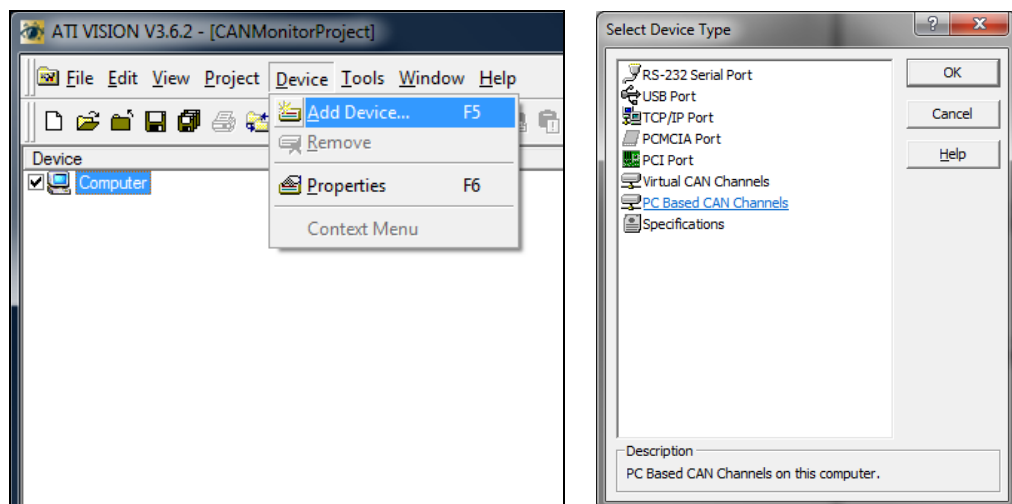 ATI VISION V3.6.2 - [CANMonitorProject]
File Edit View Project Device Tools Window Help
Add Device... F5
Remove
Properties F6
Context Menu
Device
Computer
Select Device Type
RS-232 Serial Port
USB Port
TCP/IP Port
PCMCIA Port
PCI Port
Virtual CAN Channels
PC Based CAN Channels
Specifications
OK
Cancel
Help
Description
PC Based CAN Channels on this computer.